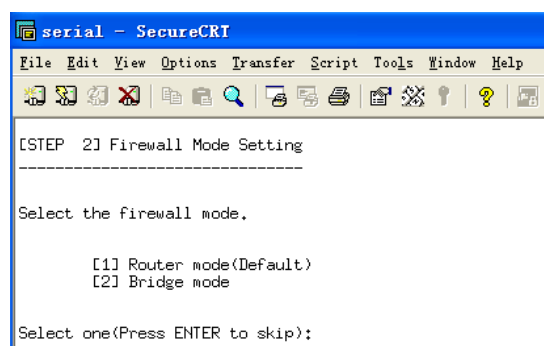 serial - SecureCRT
File Edit View Options Transfer Script Tools Window Help
[STEP  2] Firewall Mode Setting
-------------------------------
Select the firewall mode.
[1] Router mode(Default)
[2] Bridge mode
Select one(Press ENTER to skip):